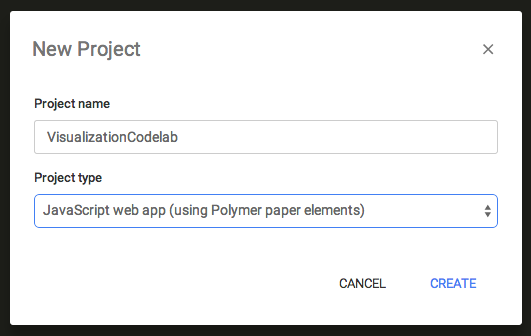 New Project
Project name
VisualizationCodelab
Project type
JavaScript web app (using Polymer paper elements)
CANCEL CREATE